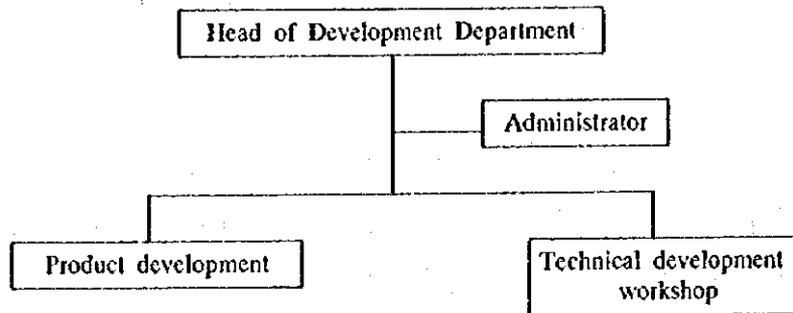 Head of Development Department
Administrator
Product development
Technical development
workshop